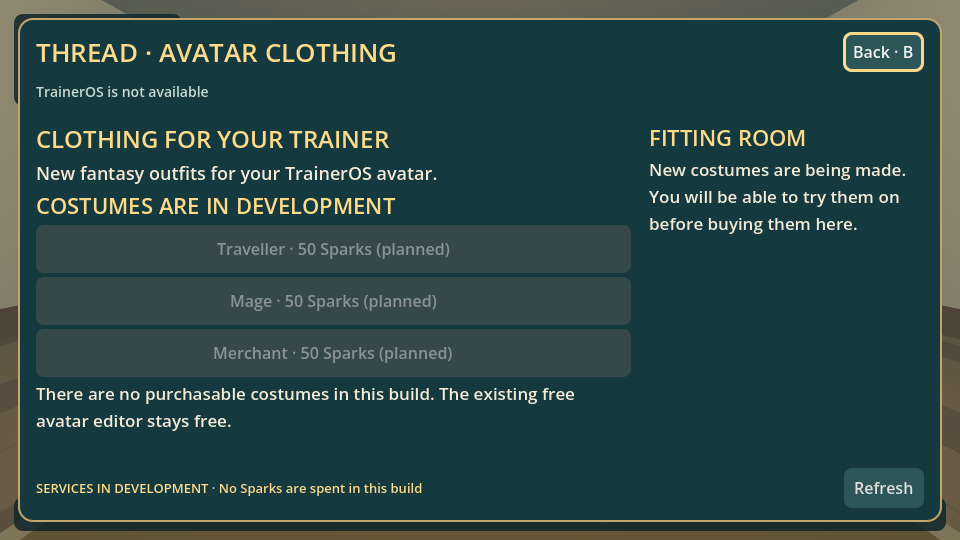 THREAD · AVATAR CLOTHING
Back · B
TrainerOS is not available
CLOTHING FOR YOUR TRAINER
New fantasy outfits for your TrainerOS avatar.
COSTUMES ARE IN DEVELOPMENT
Traveller · 50 Sparks (planned)
Mage · 50 Sparks (planned)
Merchant · 50 Sparks (planned)
There are no purchasable costumes in this build. The existing free
avatar editor stays free.
FITTING ROOM
New costumes are being made.
You will be able to try them on
before buying them here.
SERVICES IN DEVELOPMENT · No Sparks are spent in this build
Refresh